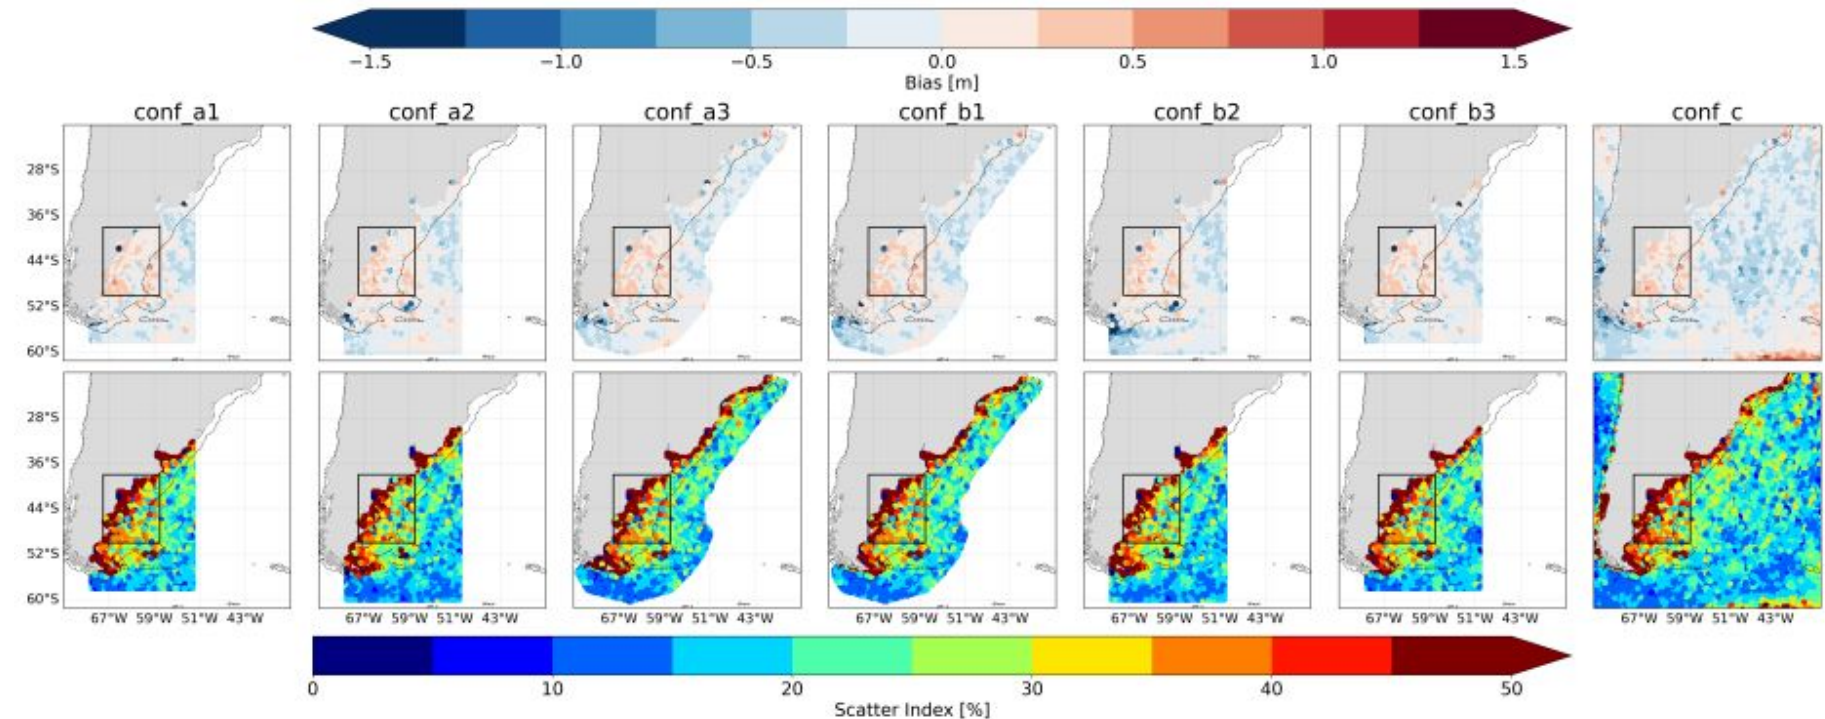 −1.5 −1.0 −0.5 0.0 0.5 1.0 1.5
Bias [m]
conf_a1 conf_a2 conf_a3 conf_b1 conf_b2 conf_b3 conf_c
28°S
36°S
44°S
52°S
60°S
28°S
36°S
44°S
52°S
60°S
67°W 59°W 51°W 43°W 67°W 59°W 51°W 43°W 67°W 59°W 51°W 43°W 67°W 59°W 51°W 43°W 67°W 59°W 51°W 43°W 67°W 59°W 51°W 43°W 67°W 59°W 51°W 43°W
0 10 20 30 40 50
Scatter Index [%]